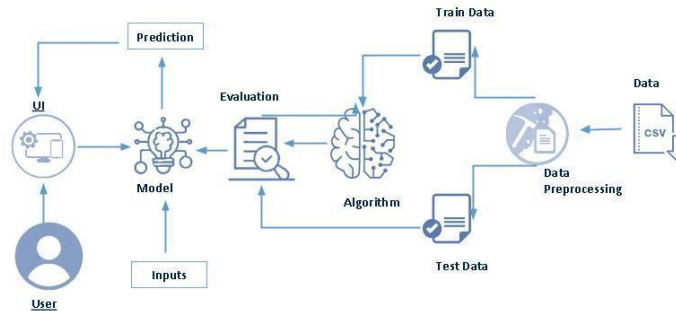 Train Data
Prediction
Data
UI
Evaluation
CSV
Model
Algorithm
Data
Preprocessing
Inputs
Test Data
User